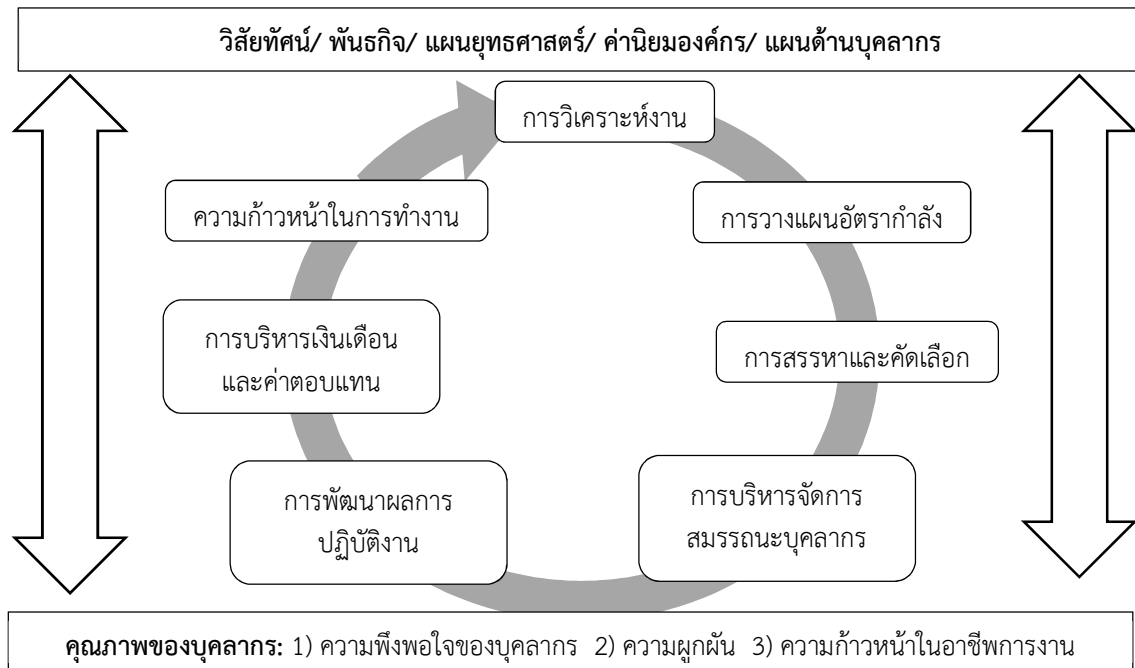 วิสัยทัศน์/ พันธกิจ/ แผนยุทธศาสตร์/ ค่านิยมองค์กร/ แผนด้านบุคลากร
การวิเคราะห์งาน
ความก้าวหน้าในการทำงาน
การวางแผนอัตรากำลัง
การบริหารเงินเดือน
และค่าตอบแทน
การสรรหาและคัดเลือก
การพัฒนาผลการ
ปฏิบัติงาน
การบริหารจัดการ
สมรรถนะบุคลากร
คุณภาพของบุคลากร: 1) ความพึงพอใจของบุคลากร 2) ความผูกผัน 3) ความก้าวหน้าในอาชีพการงาน